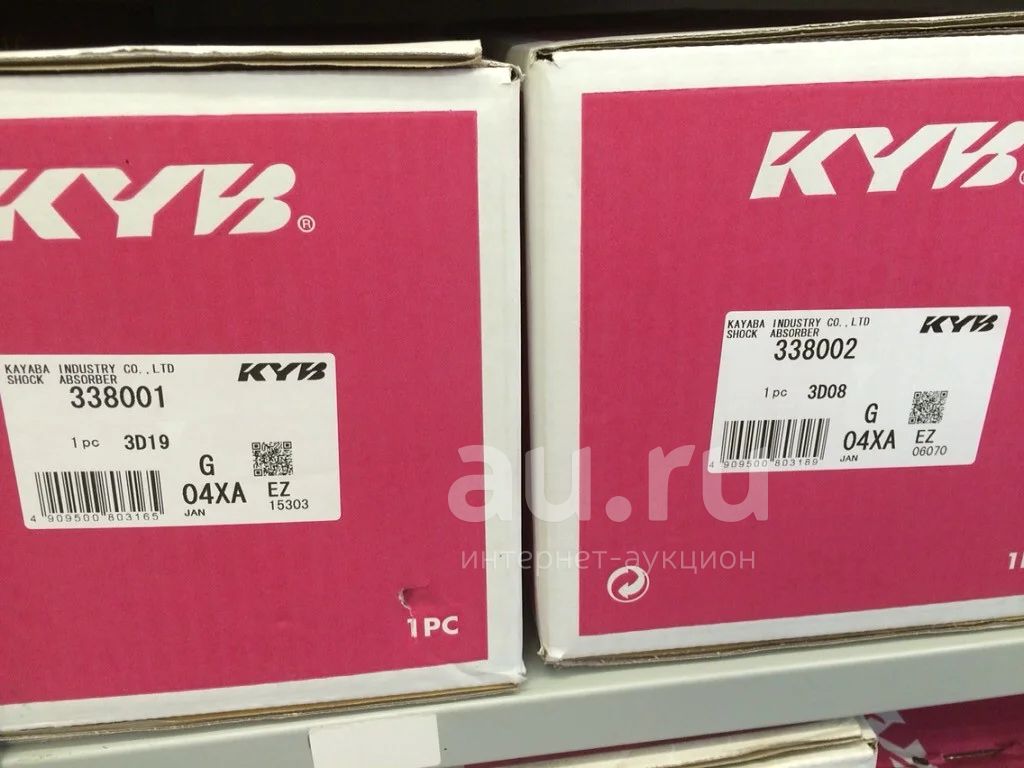 KYB®
KAYABA INDUSTRY CO.,LTD
KYB
SHOCK ABSORBER
338001
1pc 3D19
G
04XA EZ
JAN 15303
4 909500 803165
1PC
KYB
KAYABA INDUSTRY CO.,LTD
KYB
SHOCK ABSORBER
338002
1pc 3D08
G
04XA EZ
JAN 06070
4 909500 803189
au.ru
интернет-аукцион